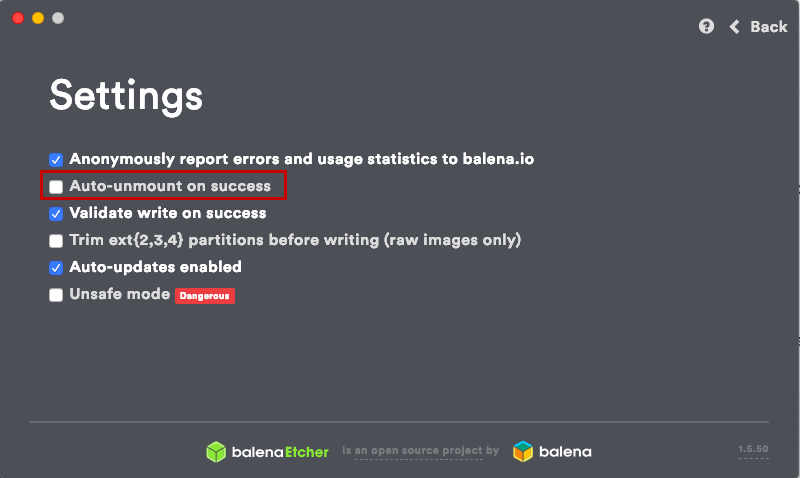 Back
Settings
Anonymously report errors and usage statistics to balena.io
Auto-unmount on success
Validate write on success
Trim ext{2,3,4} partitions before writing (raw images only)
Auto-updates enabled
Unsafe mode Dangerous
balenaEtcher is an open source project by balena 1.5.50